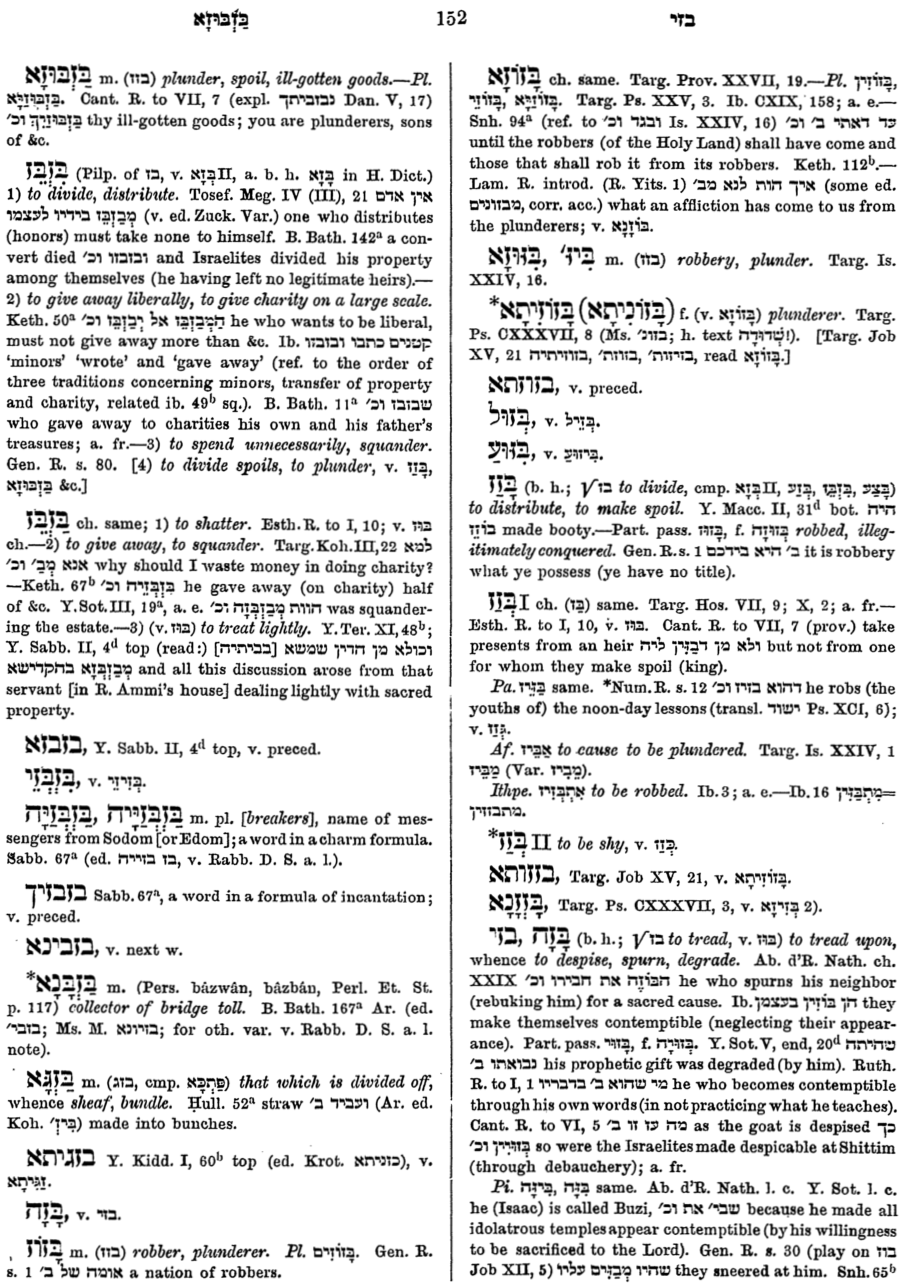 בַּזְבּוּזָא
152
בזי
בַּזְבּוּזָא m. (בזז) plunder, spoil, ill-gotten goods.—Pl.
בַּזְבּוּזַיָּא. Cant. R. to VII, 7 (expl. נבזביתך Dan. V, 17)
בַּזְבּוּזַיִךְ וכ׳ thy ill-gotten goods; you are plunderers, sons
of &c.
בִּזְבֵּז (Pilp. of בז, v. בְּזָא II, a. b. h. בָּזָא in H. Dict.)
1) to divide, distribute. Tosef. Meg. IV (III), 21 אין אדם
מְבַזְבֵּז בידיו לעצמו (v. ed. Zuck. Var.) one who distributes
(honors) must take none to himself. B. Bath. 142ᵃ a con-
vert died ובזבזו וכ׳ and Israelites divided his property
among themselves (he having left no legitimate heirs).—
2) to give away liberally, to give charity on a large scale.
Keth. 50ᵃ הַמְּבַזְבֵּז אל יְבַזְבֵּז וכ׳ he who wants to be liberal,
must not give away more than &c. Ib. קטנים כתבו ובזבזו
‘minors’ ‘wrote’ and ‘gave away’ (ref. to the order of
three traditions concerning minors, transfer of property
and charity, related ib. 49ᵇ sq.). B. Bath. 11ᵃ שבזבז וכ׳
who gave away to charities his own and his father’s
treasures; a. fr.—3) to spend unnecessarily, squander.
Gen. R. s. 80. [4) to divide spoils, to plunder, v. בָּזַז,
בַּזְבּוּזָא &c.]
בַּזְבֵּז ch. same; 1) to shatter. Esth. R. to I, 10; v. בּוּז
ch.—2) to give away, to squander. Targ. Koh. III, 22 למא
אנא מְבַ׳ וכ׳ why should I waste money in doing charity?
—Keth. 67ᵇ בַּזְבְּזֵיהּ וכ׳ he gave away (on charity) half
of &c. Y. Sot. III, 19ᵃ, a. e. הוות מְבַזְבְּזָה וכ׳ was squander-
ing the estate.—3) (v. בּוּז) to treat lightly. Y. Ter. XI, 48ᵇ;
Y. Sabb. II, 4ᵈ top (read:) וכולא מן הדין שמשא [בביתיה]
מְבַזְבְּזָא בהקדישא and all this discussion arose from that
servant [in R. Ammi’s house] dealing lightly with sacred
property.
בזבזא, Y. Sabb. II, 4ᵈ top, v. preced.
בִּזְבְּזֵי, v. בְּזִיזֵי.
בַּזְבַּזְיָיה, בַּזְבַּזְיָה m. pl. [breakers], name of mes-
sengers from Sodom [or Edom]; a word in a charm formula.
Sabb. 67ᵃ (ed. בז בזייה, v. Rabb. D. S. a. l.).
בזבזיך Sabb. 67ᵃ, a word in a formula of incantation;
v. preced.
בזבינא, v. next w.
*בַּזְבָּנָא m. (Pers. bázwán, bázbán, Perl. Et. St.
p. 117) collector of bridge toll. B. Bath. 167ᵃ Ar. (ed.
בזבי׳; Ms. M. בזיונא; for oth. var. v. Rabb. D. S. a. l.
note).
בַּזְגָא m. (בזג, cmp. פַּתְכָּא) that which is divided off,
whence sheaf, bundle. Ḥull. 52ᵃ straw ועביד ב׳ (Ar. ed.
Koh. בִּיזְ׳) made into bunches.
בזגיתא Y. Kidd. I, 60ᵇ top (ed. Krot. כזגיתא), v.
זַגִּיתָא.
בָּזָה, v. בזי.
בָּזוֹז m. (בזז) robber, plunderer. Pl. בָּזוֹזִים. Gen. R.
s. 1 אומה של ב׳ a nation of robbers.
בָּזוֹזָא ch. same. Targ. Prov. XXVII, 19.—Pl. בָּזוֹזִין,
בָּזוֹזַיָּא, בָּזוֹזֵי. Targ. Ps. XXV, 3. Ib. CXIX, 158; a. e.—
Snh. 94ᵃ (ref. to ובגד וכ׳ Is. XXIV, 16) עד דאתי ב׳ וכ׳
until the robbers (of the Holy Land) shall have come and
those that shall rob it from its robbers. Keth. 112ᵇ.—
Lam. R. introd. (R. Yits. 1) איך הות לנא מב׳ (some ed.
מבזונים, corr. acc.) what an affliction has come to us from
the plunderers; v. בּוֹזָנָא.
בִּזּוּזָא, בִּיז׳ m. (בזז) robbery, plunder. Targ. Is.
XXIV, 16.
*בָּזוֹזִיתָא (בָּזוֹנִיתָא) f. (v. בָּזוֹזָא) plunderer. Targ.
Ps. CXXXVII, 8 (Ms. בזוג׳; h. text שְׁדוּדָה!). [Targ. Job
XV, 21 בזיזות׳, בזוזת׳, בזוזיתיה, read בָּזוֹזָא.]
בזוזתא, v. preced.
בְּזוּל, v. בְּזֵיל.
בִּזּוּעַ, v. בִּיזּוּעַ.
בָּזַז (b. h.; √בז to divide, cmp. בְּזָא II, בְּזַע, בְּזַק, בְּזַר, בָּצַע)
to distribute, to make spoil. Y. Macc. II, 31ᵈ bot. היה
בוֹזֵז made booty.—Part. pass. בָּזוּז, f. בְּזוּזָה robbed, illeg-
itimately conquered. Gen. R. s. 1 ב׳ היא בידכם it is robbery
what ye possess (ye have no title).
בְּזַז I ch. (בַּז) same. Targ. Hos. VII, 9; X, 2; a. fr.—
Esth. R. to I, 10, v. בּוּז. Cant. R. to VII, 7 (prov.) take
presents from an heir ולא מן דבָזְזִין ליה but not from one
for whom they make spoil (king).
Pa. בַּזֵּיז same. *Num. R. s. 12 דהוא בזיז וכ׳ he robs (the
youths of) the noon-day lessons (transl. ישוד Ps. XCI, 6);
v. גְּזַז.
Af. אַבֵּיז to cause to be plundered. Targ. Is. XXIV, 1
מַבֵּיז (Var. מְבֵיז).
Ithpe. אִתְבְּזֵיז to be robbed. Ib. 3; a. e.—Ib. 16 מִתְבַּזִּין=
מתבזזין.
*בְּזַז II to be shy, v. בְּזֵז.
בזוותא, Targ. Job XV, 21, v. בָּזוֹזִיתָא.
בָּזְזָנָא, Targ. Ps. CXXXVII, 3, v. בְּזִיזָא 2).
בזי, בָּזָה (b. h.; √בז to tread, v. בּוּז) to tread upon,
whence to despise, spurn, degrade. Ab. d’R. Nath. ch.
XXIX הבּוֹזֶה את חבירו וכ׳ he who spurns his neighbor
(rebuking him) for a sacred cause. Ib. הן בּוֹזִין בעצמן they
make themselves contemptible (neglecting their appear-
ance). Part. pass. בָּזוּי, f. בְּזוּיָה. Y. Sot. V, end, 20ᵈ שהיתה
נבואתו ב׳ his prophetic gift was degraded (by him). Ruth.
R. to I, 1 מי שהוא ב׳ בדבריו he who becomes contemptible
through his own words (in not practicing what he teaches).
Cant. R. to VI, 5 מה עז זו ב׳ as the goat is despised כך
בְּזוּיִין וכ׳ so were the Israelites made despicable at Shittim
(through debauchery); a. fr.
Pi. בִּזָּה, בִּיזָּה same. Ab. d’R. Nath. l. c. Y. Sot. l. c.
he (Isaac) is called Buzi, שבי׳ את וכ׳ because he made all
idolatrous temples appear contemptible (by his willingness
to be sacrificed to the Lord). Gen. R. s. 30 (play on בוז
Job XII, 5) שהיו מְבַזִּים עליו they sneered at him. Snh. 65ᵇ